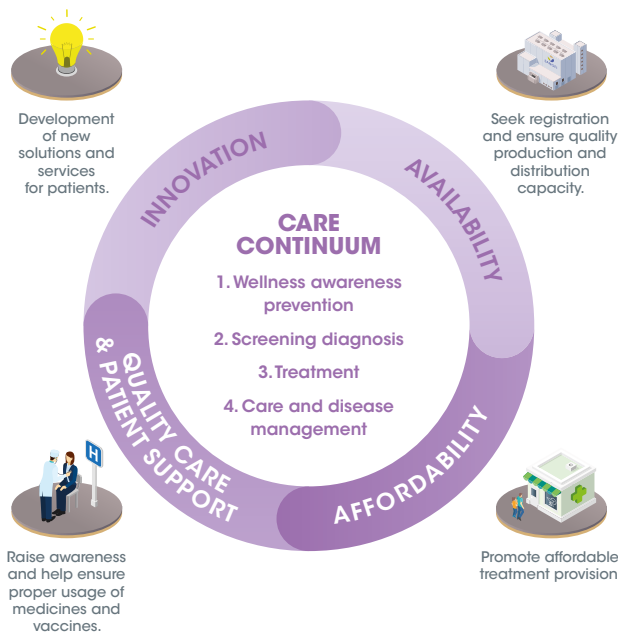 Development
of new
solutions and
services
for patients.
Seek registration
and ensure quality
production and
distribution
capacity.
INNOVATION
AVAILABILITY
CARE
CONTINUUM
1. Wellness awareness
prevention
2. Screening diagnosis
3. Treatment
4. Care and disease
management
QUALITY CARE
& PATIENT SUPPORT
AFFORDABILITY
H
Raise awareness
and help ensure
proper usage of
medicines and
vaccines.
Promote affordable
treatment provision